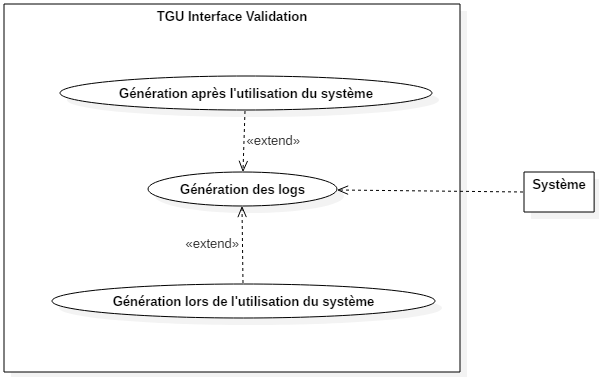 TGU Interface Validation
Génération après l'utilisation du système
«extend»
Génération des logs
Système
«extend»
Génération lors de l'utilisation du système